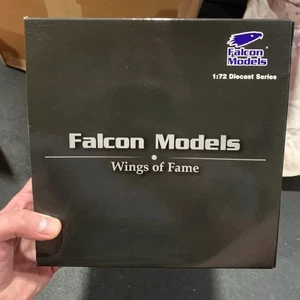 Falcon
Models
1:72 Diecast Series
Falcon Models
Wings of Fame